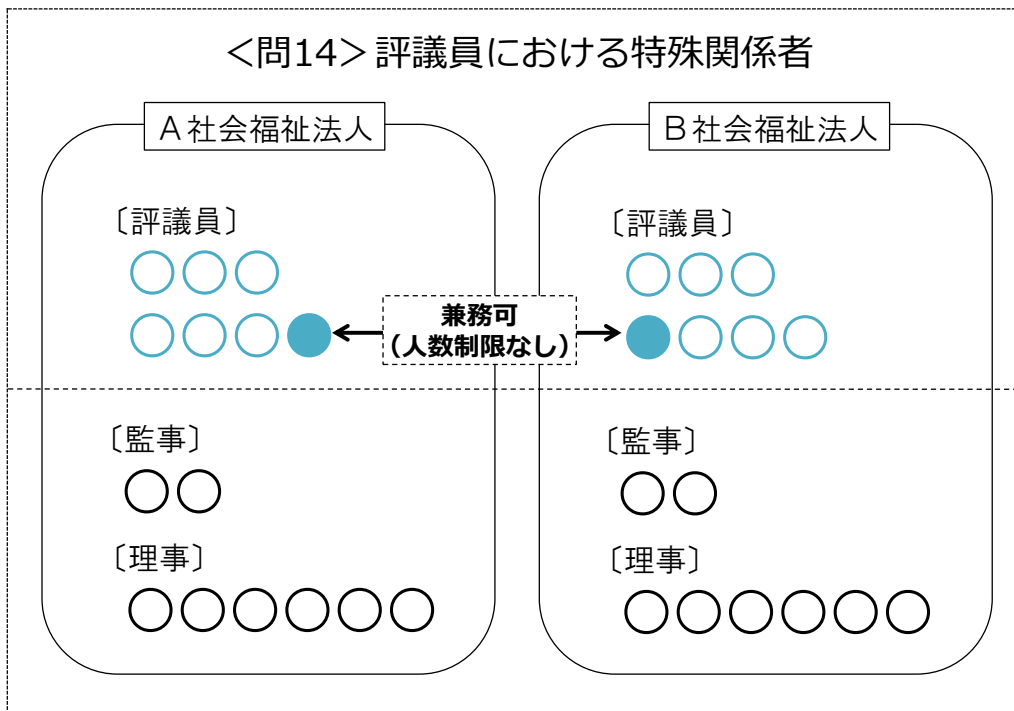 ＜問14＞評議員における特殊関係者
Ａ社会福祉法人
Ｂ社会福祉法人
〔評議員〕
〔評議員〕
兼務可
（人数制限なし）
〔監事〕
〔監事〕
〔理事〕
〔理事〕